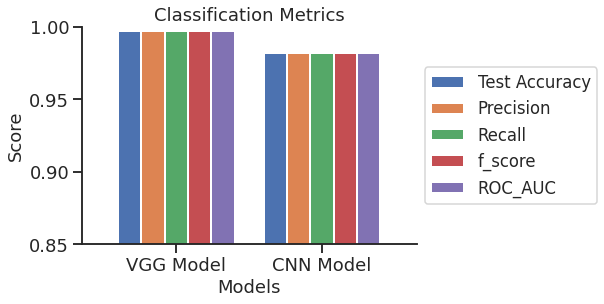 Classification Metrics
1.00
0.95
0.90
0.85
Score
VGG Model
CNN Model
Models
Test Accuracy
Precision
Recall
f_score
ROC_AUC